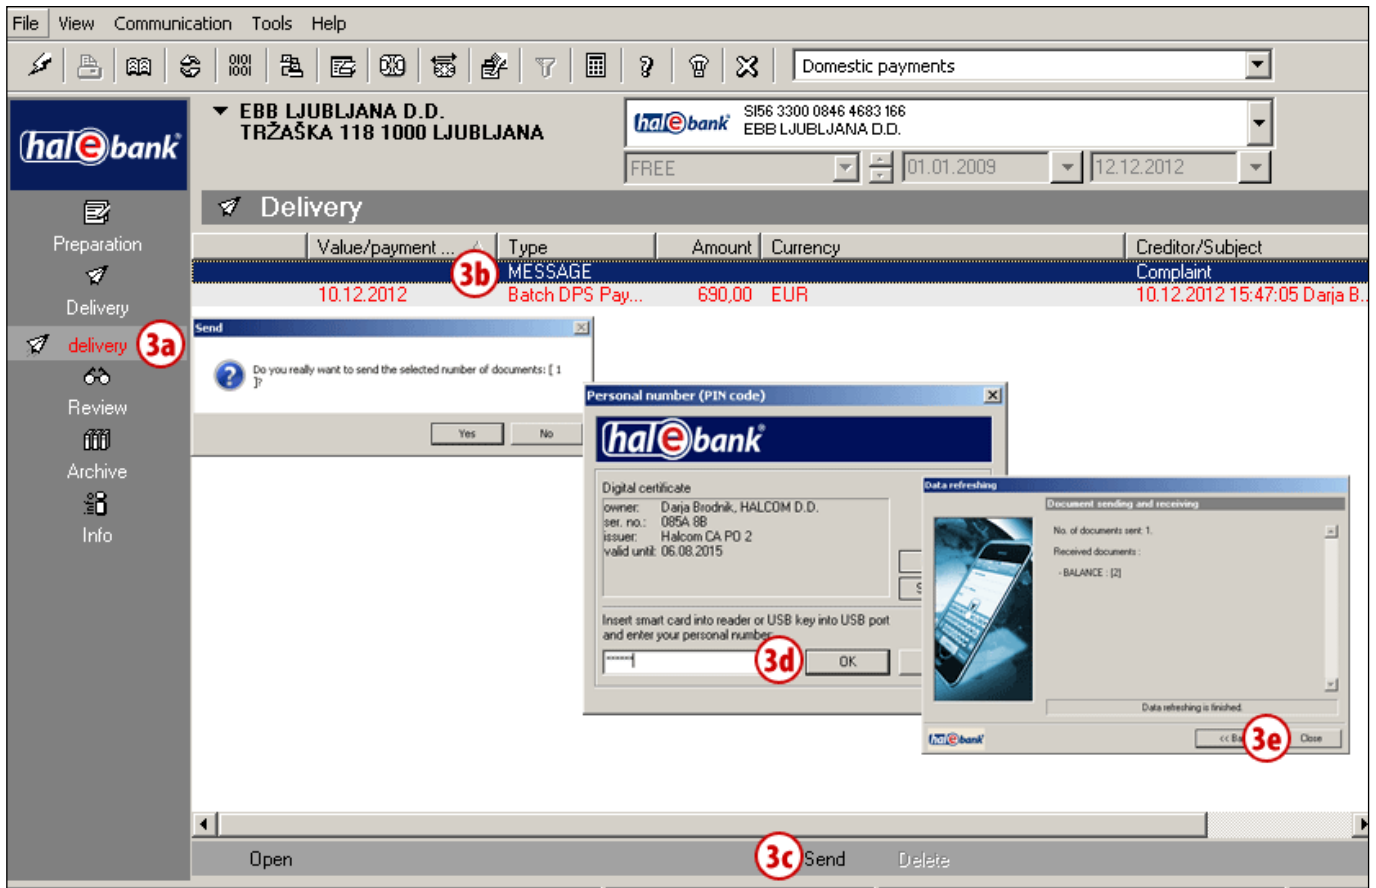 File View Communication Tools Help
Domestic payments
EBB LJUBLJANA D.D.
TRŽAŠKA 118 1000 LJUBLJANA
halebank
SI56 3300 0846 4683 166
EBB LJUBLJANA D.D.
FREE 01.01.2009 12.12.2012
halebank
Preparation
Delivery
delivery 3a
Review
Archive
Info
Delivery
Value/payment ... Type Amount Currency Creditor/Subject
3b MESSAGE Complaint
10.12.2012 Batch DPS Pay... 690,00 EUR 10.12.2012 15:47:05 Darja B...
Send
Do you really want to send the selected number of documents: [ 1
]?
Yes No
Personal number (PIN code)
halebank
Digital certificate
owner: Darja Brodnik, HALCOM D.D.
ser. no.: 085A 8B
issuer: Halcom CA PO 2
valid until: 06.08.2015
Insert smart card into reader or USB key into USB port
and enter your personal number:
****** 3d OK
Data refreshing
Document sending and receiving
No. of documents sent: 1.
Received documents :
- BALANCE : [2]
Data refreshing is finished.
halebank << Ba 3e Close
Open 3c Send Delete